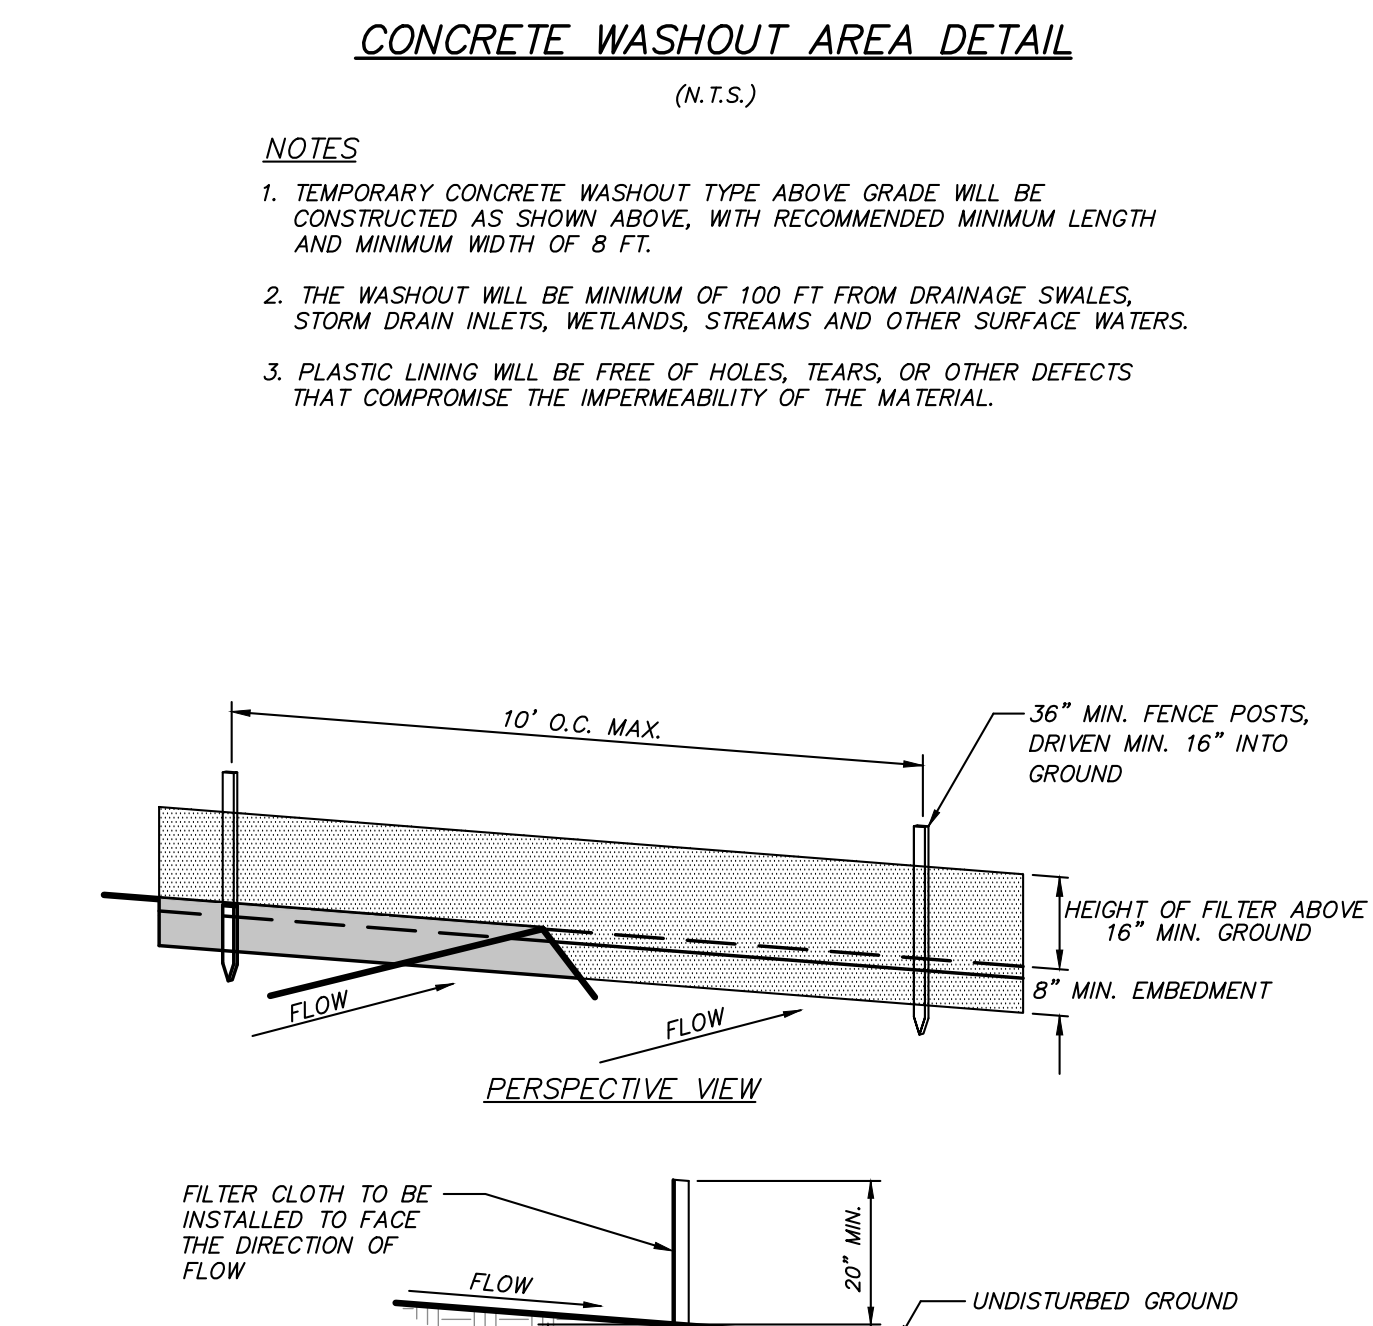 CONCRETE WASHOUT AREA DETAIL
(N.T.S.)
NOTES
1. TEMPORARY CONCRETE WASHOUT TYPE ABOVE GRADE WILL BE
CONSTRUCTED AS SHOWN ABOVE, WITH RECOMMENDED MINIMUM LENGTH
AND MINIMUM WIDTH OF 8 FT.
2. THE WASHOUT WILL BE MINIMUM OF 100 FT FROM DRAINAGE SWALES,
STORM DRAIN INLETS, WETLANDS, STREAMS AND OTHER SURFACE WATERS.
3. PLASTIC LINING WILL BE FREE OF HOLES, TEARS, OR OTHER DEFECTS
THAT COMPROMISE THE IMPERMEABILITY OF THE MATERIAL.
10' O.C. MAX.
36" MIN. FENCE POSTS,
DRIVEN MIN. 16" INTO
GROUND
HEIGHT OF FILTER ABOVE
16" MIN. GROUND
8" MIN. EMBEDMENT
FLOW
FLOW
PERSPECTIVE VIEW
FILTER CLOTH TO BE
INSTALLED TO FACE
THE DIRECTION OF
FLOW
FLOW
20" MIN.
UNDISTURBED GROUND